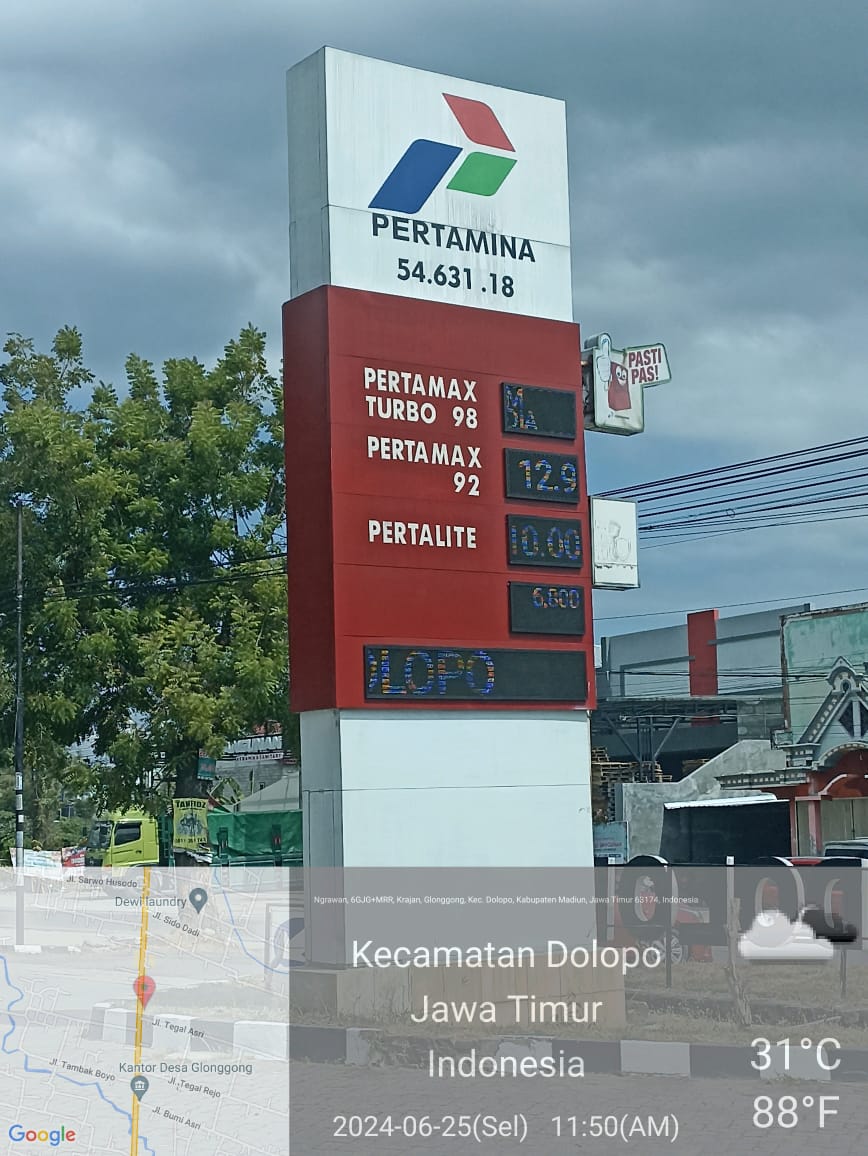 PERTAMINA
54.631.18
PASTI
PAS!
PERTAMAX
TURBO 98
PERTAMAX
92
12.9
PERTALITE
10.00
6,800
LOPO
TAHFIDZ
Jl. Sarwo Husodo
Dewi laundry
Jl. Sido Dadi
Jl. Tegal Asri
Kantor Desa Glonggong
Jl. Tambak Boyo
Jl. Tegal Rejo
Jl. Bumi Asri
Google
Ngrawan, 6GJG+MRR, Krajan, Glonggong, Kec. Dolopo, Kabupaten Madiun, Jawa Timur 63174, Indonesia
Kecamatan Dolopo
Jawa Timur
Indonesia
2024-06-25(Sel) 11:50(AM)
31°C
88°F